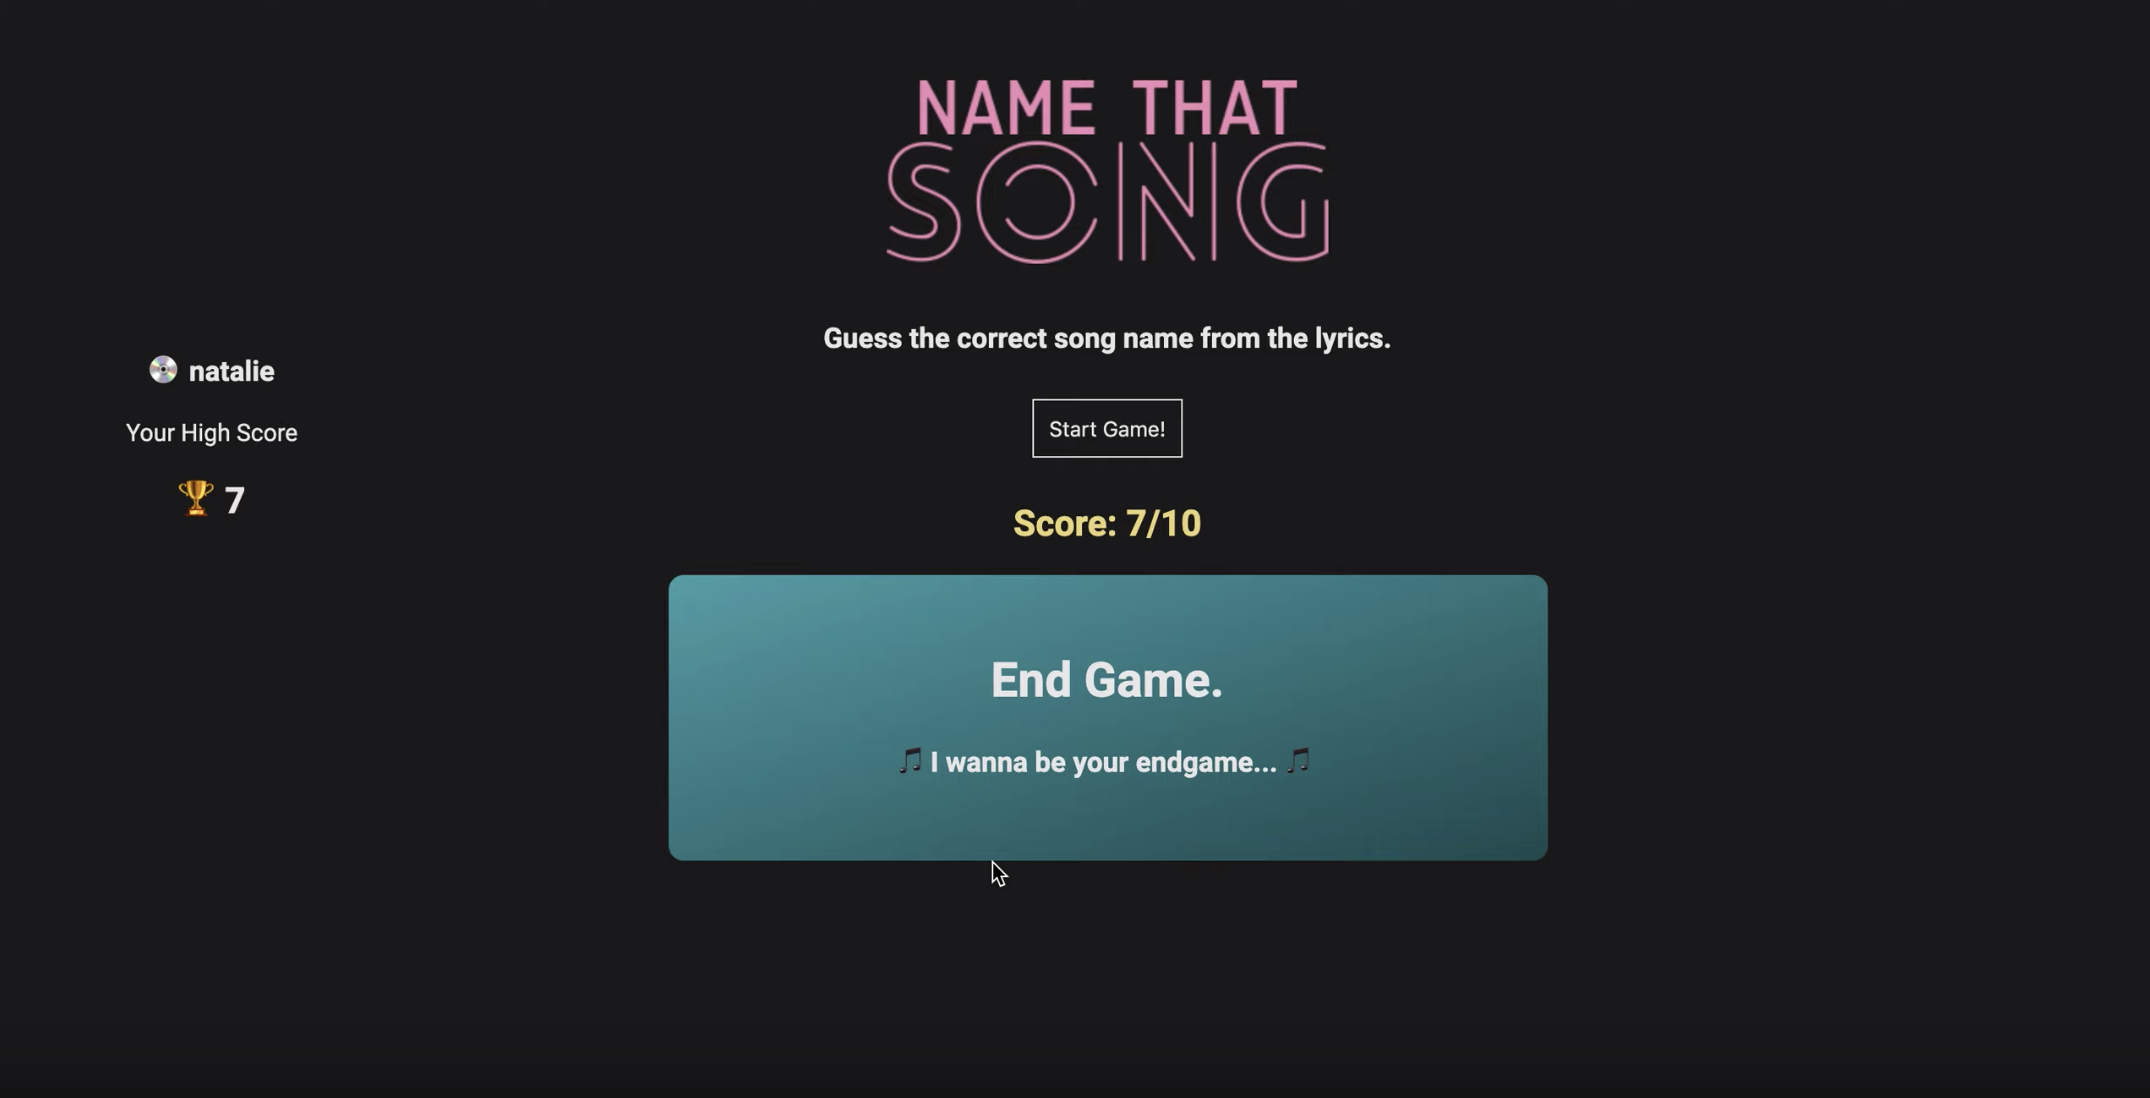 NAME THAT
SONG
Guess the correct song name from the lyrics.
natalie
Your High Score
7
Start Game!
Score: 7/10
End Game.
🎵 I wanna be your endgame... 🎵